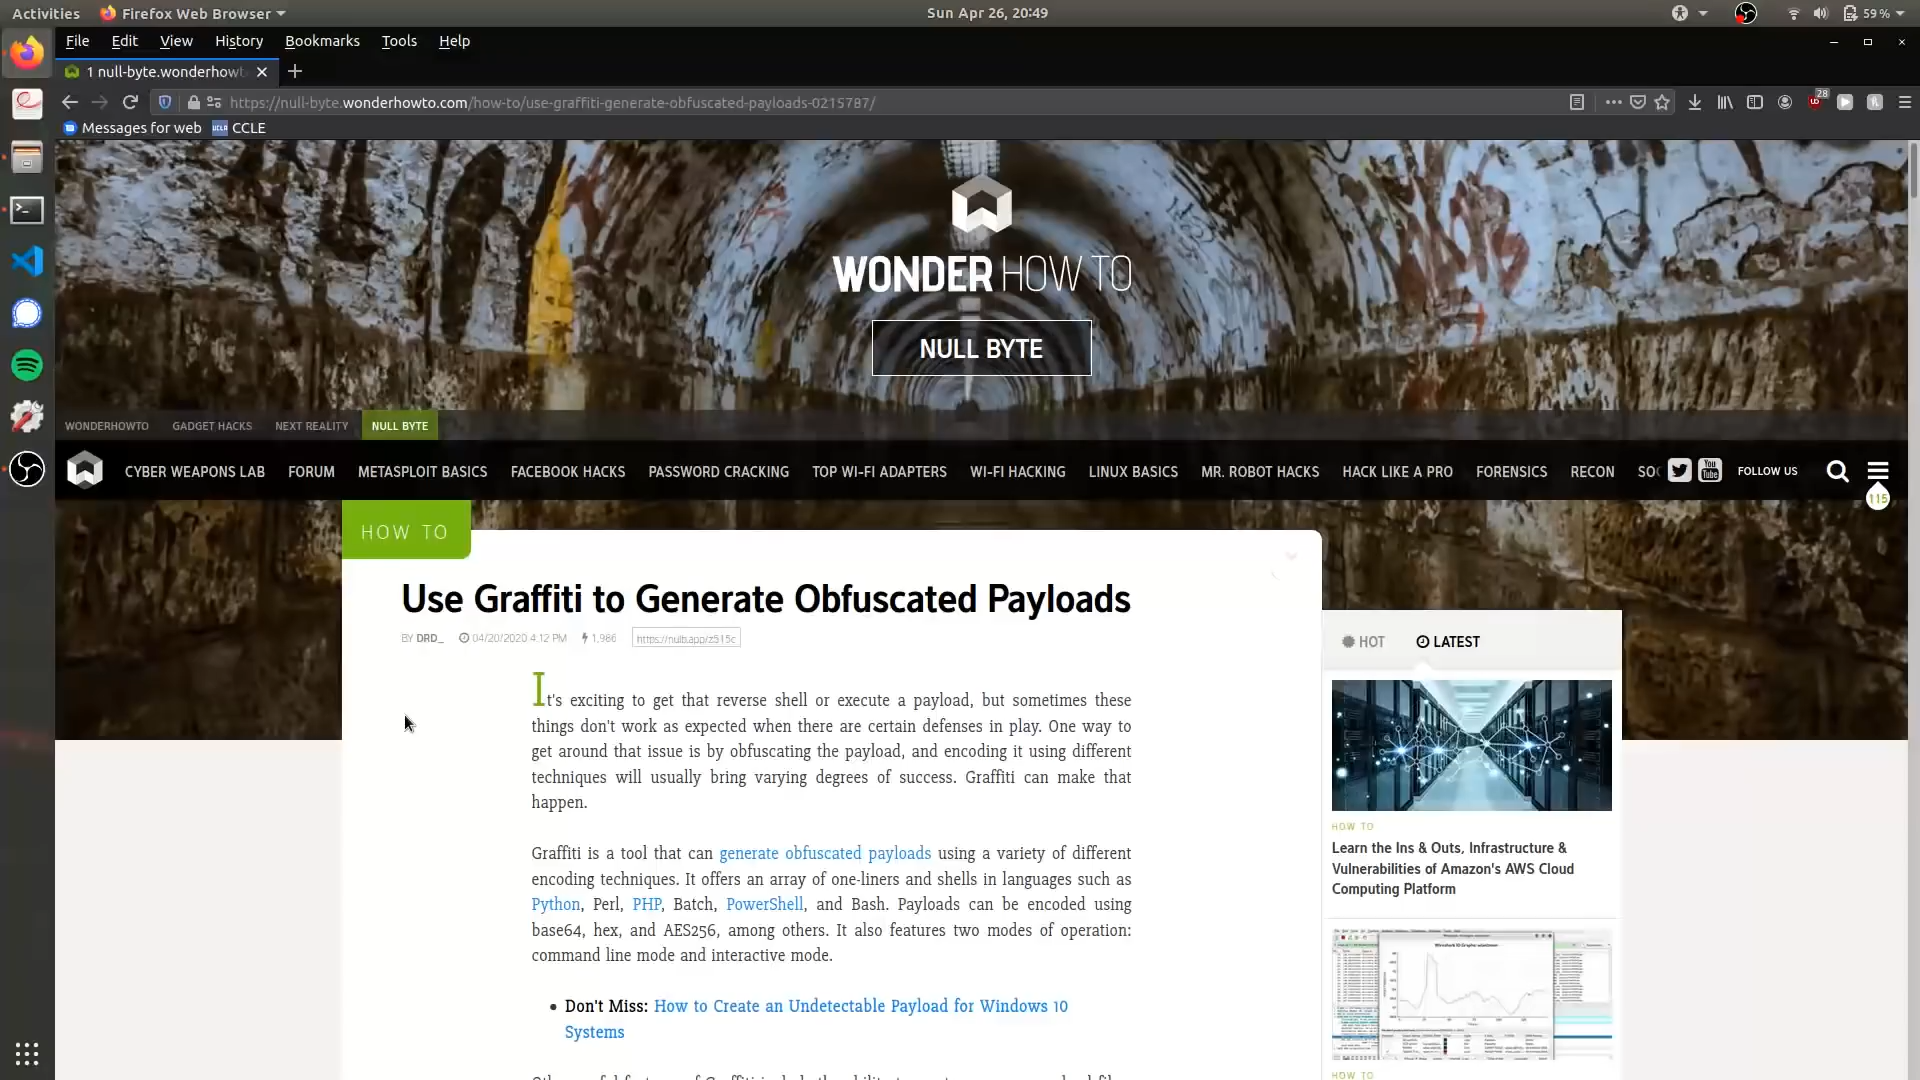 Activities Firefox Web Browser Sun Apr 26, 20:49 59 %
File Edit View History Bookmarks Tools Help
1 null-byte.wonderhowt
https://null-byte.wonderhowto.com/how-to/use-graffiti-generate-obfuscated-payloads-0215787/ 28
Messages for web UCLA CCLE
WONDER HOW TO
NULL BYTE
WONDERHOWTO GADGET HACKS NEXT REALITY NULL BYTE
CYBER WEAPONS LAB FORUM METASPLOIT BASICS FACEBOOK HACKS PASSWORD CRACKING TOP WI-FI ADAPTERS WI-FI HACKING LINUX BASICS MR. ROBOT HACKS HACK LIKE A PRO FORENSICS RECON SO You Tube FOLLOW US
115
HOW TO
Use Graffiti to Generate Obfuscated Payloads
BY DRD_ 04/20/2020 4:12 PM 1,986 https://nulb.app/z515c
It's exciting to get that reverse shell or execute a payload, but sometimes these
things don't work as expected when there are certain defenses in play. One way to
get around that issue is by obfuscating the payload, and encoding it using different
techniques will usually bring varying degrees of success. Graffiti can make that
happen.
Graffiti is a tool that can generate obfuscated payloads using a variety of different
encoding techniques. It offers an array of one-liners and shells in languages such as
Python, Perl, PHP, Batch, PowerShell, and Bash. Payloads can be encoded using
base64, hex, and AES256, among others. It also features two modes of operation:
command line mode and interactive mode.
• Don't Miss: How to Create an Undetectable Payload for Windows 10
Systems
HOT LATEST
HOW TO
Learn the Ins & Outs, Infrastructure &
Vulnerabilities of Amazon's AWS Cloud
Computing Platform
HOW TO